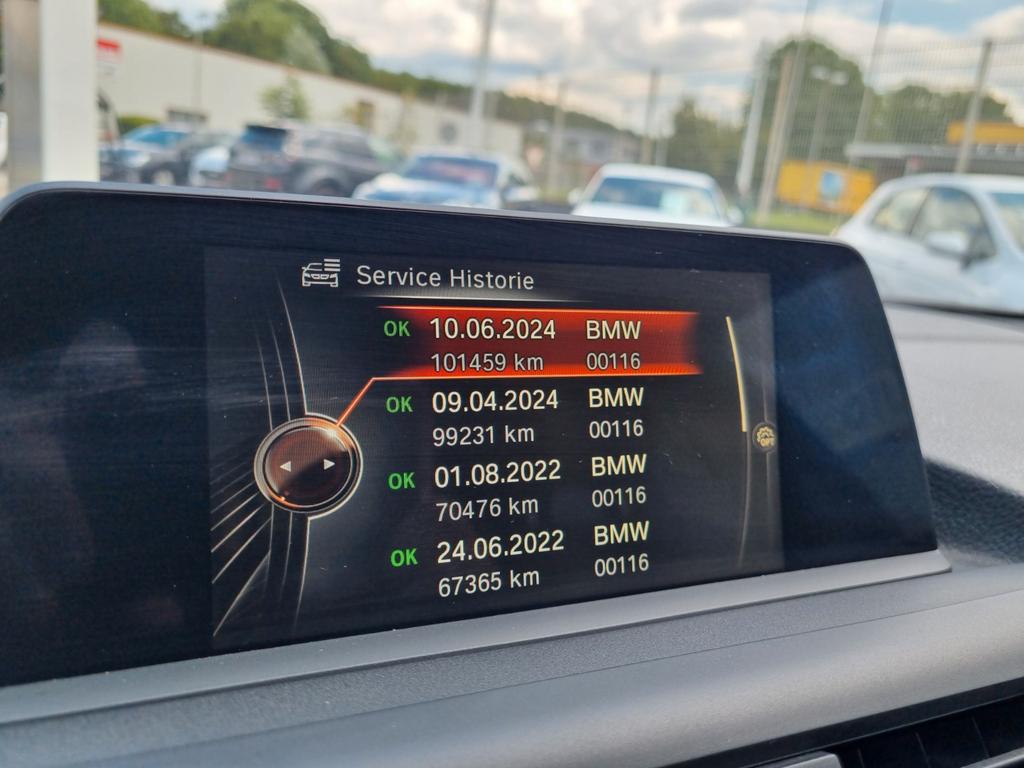 Service Historie
OK 10.06.2024 BMW
101459 km 00116
OK 09.04.2024 BMW
99231 km 00116
OK 01.08.2022 BMW
70476 km 00116
OK 24.06.2022 BMW
67365 km 00116
OPT